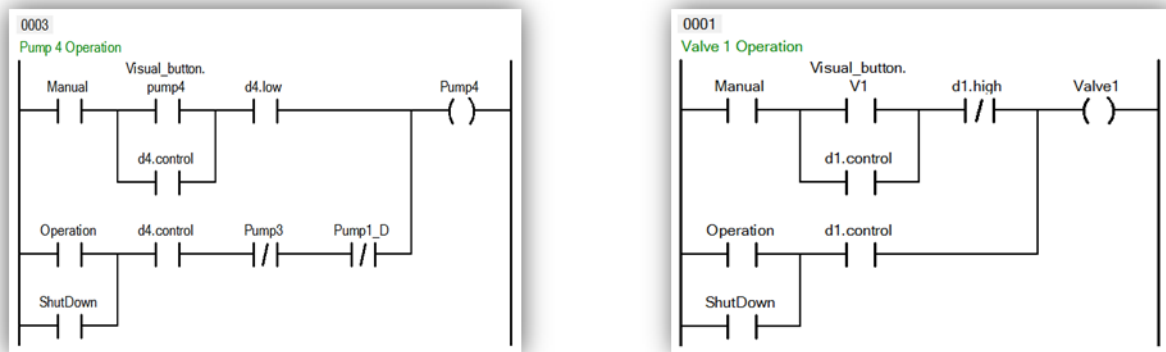 0003
Pump 4 Operation
Visual_button.
Manual pump4 d4.low Pump4
d4.control
Operation d4.control Pump3 Pump1_D
ShutDown
0001
Valve 1 Operation
Visual_button.
Manual V1 d1.high Valve1
d1.control
Operation d1.control
ShutDown